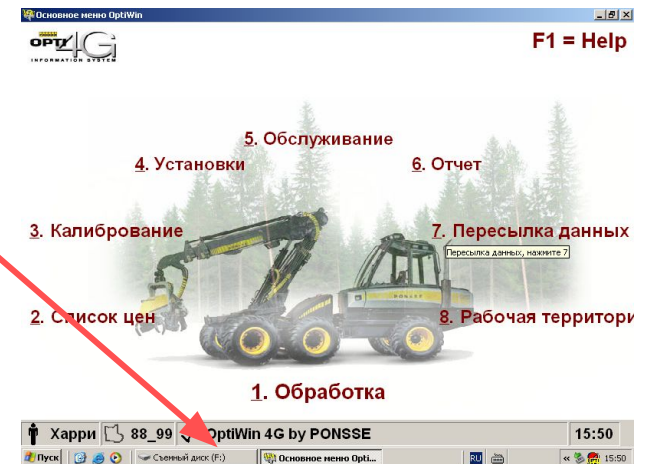 Основное меню OptiWin
OPTI 4G
INFORMATION SYSTEM
F1 = Help
5. Обслуживание
4. Установки
6. Отчет
3. Калибрование
7. Пересылка данных
Пересылка данных, нажмите 7
2. Список цен
8. Рабочая территори
PONSSE
1. Обработка
Харри 88_99 OptiWin 4G by PONSSE 15:50
Пуск Съемный диск (F:) Основное меню Opti... RU « 15:50